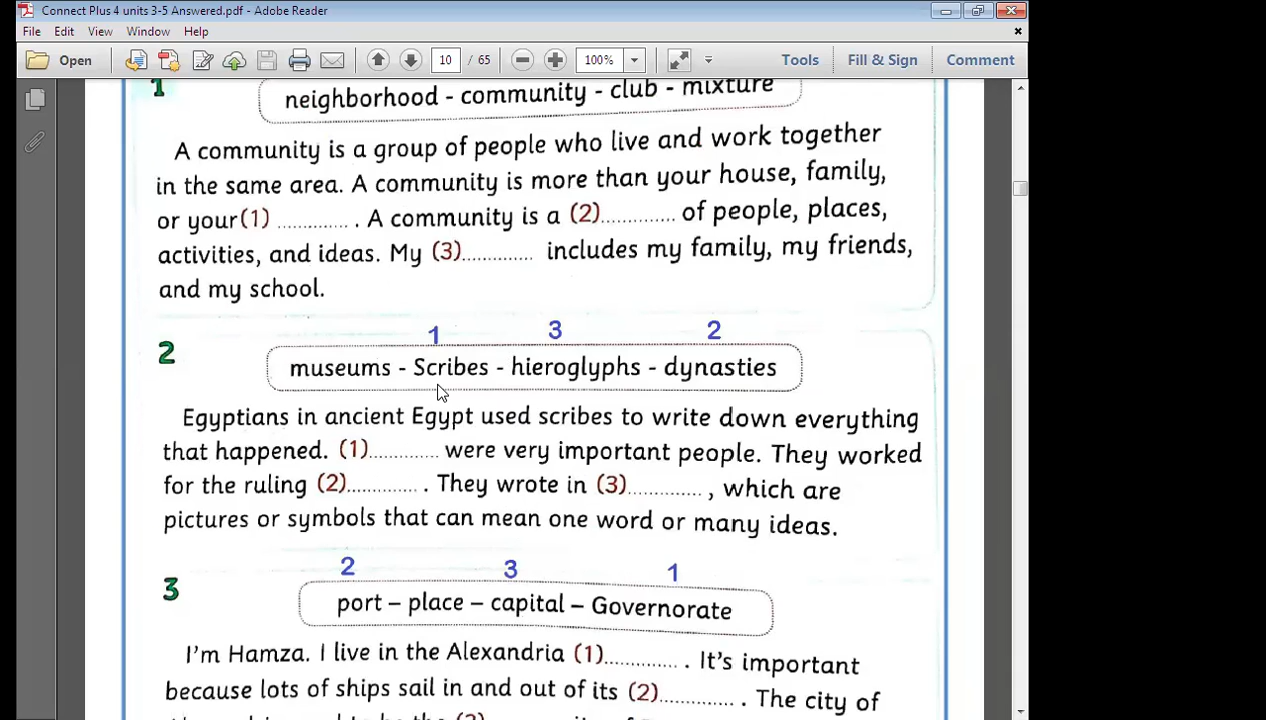 Connect Plus 4 units 3-5 Answered.pdf - Adobe Reader
File Edit View Window Help
Open 10 / 65 100% Tools Fill & Sign Comment
1
neighborhood - community - club - mixture
A community is a group of people who live and work together
in the same area. A community is more than your house, family,
or your(1) ............. . A community is a (2)............. of people, places,
activities, and ideas. My (3)............. includes my family, my friends,
and my school.
1 3 2
2
museums - Scribes - hieroglyphs - dynasties
Egyptians in ancient Egypt used scribes to write down everything
that happened. (1)............. were very important people. They worked
for the ruling (2)............. . They wrote in (3)............. , which are
pictures or symbols that can mean one word or many ideas.
2 3 1
3
port – place – capital – Governorate
I'm Hamza. I live in the Alexandria (1)............. . It's important
because lots of ships sail in and out of its (2)............. . The city of